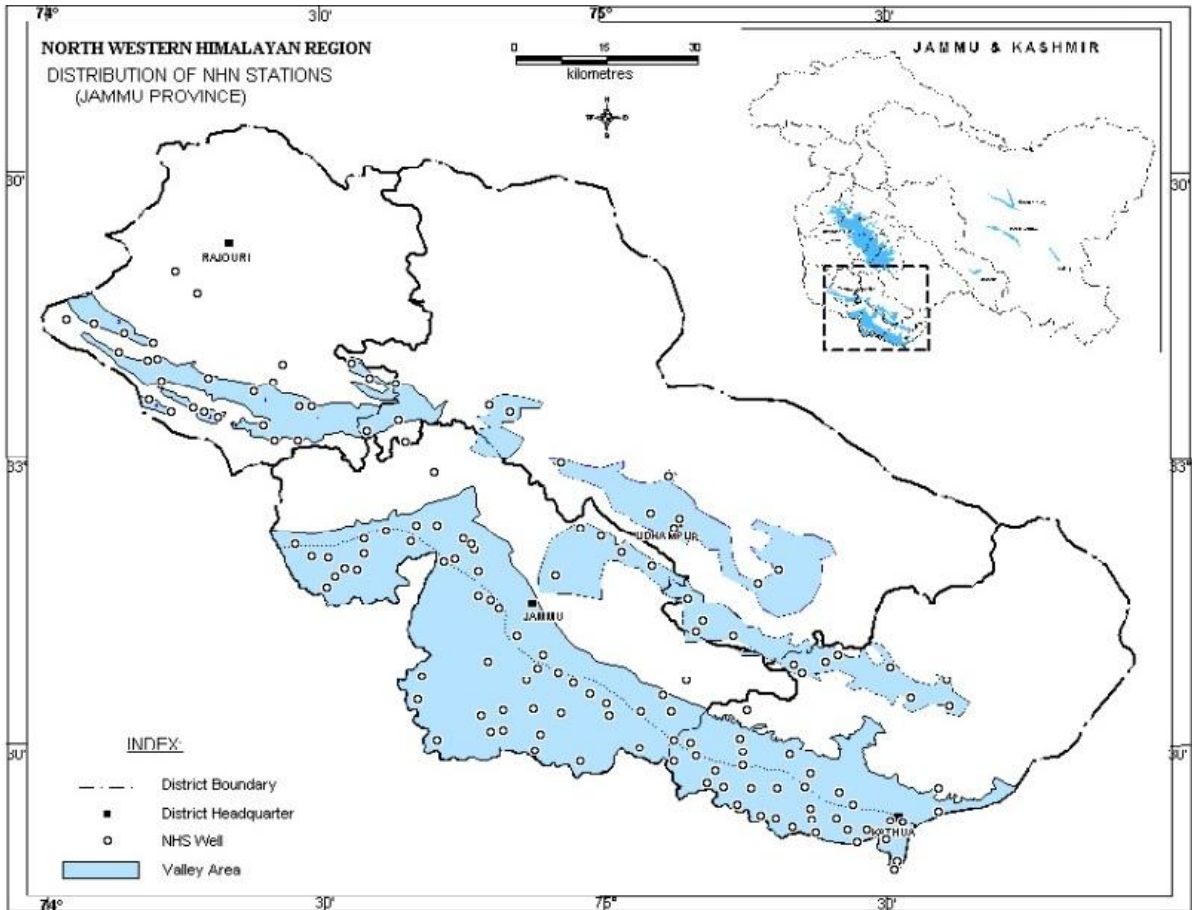 74° 30' 75° 30'
NORTH WESTERN HIMALAYAN REGION
DISTRIBUTION OF NHN STATIONS
(JAMMU PROVINCE)
0 15 30
kilometres
JAMMU & KASHMIR
30' 30'
RAJOURI
33° 33°
UDHAMPUR
JAMMU
30' 30'
KATHUA
INDEX:
District Boundary
District Headquarter
NHS Well
Valley Area
74° 30' 75° 30'